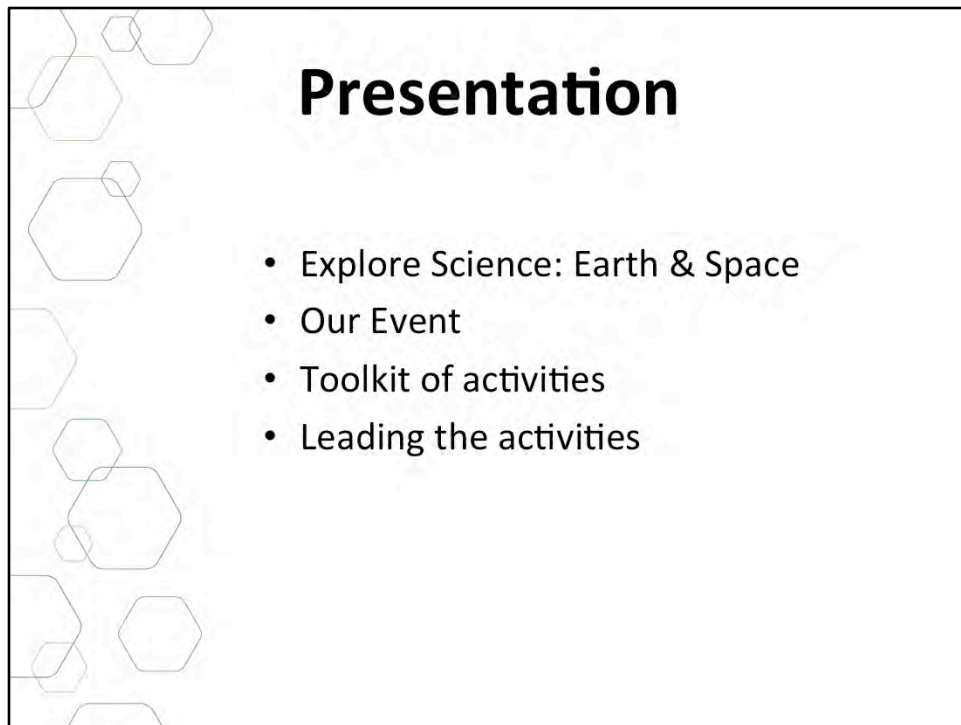 Presentation
• Explore Science: Earth & Space
• Our Event
• Toolkit of activities
• Leading the activities